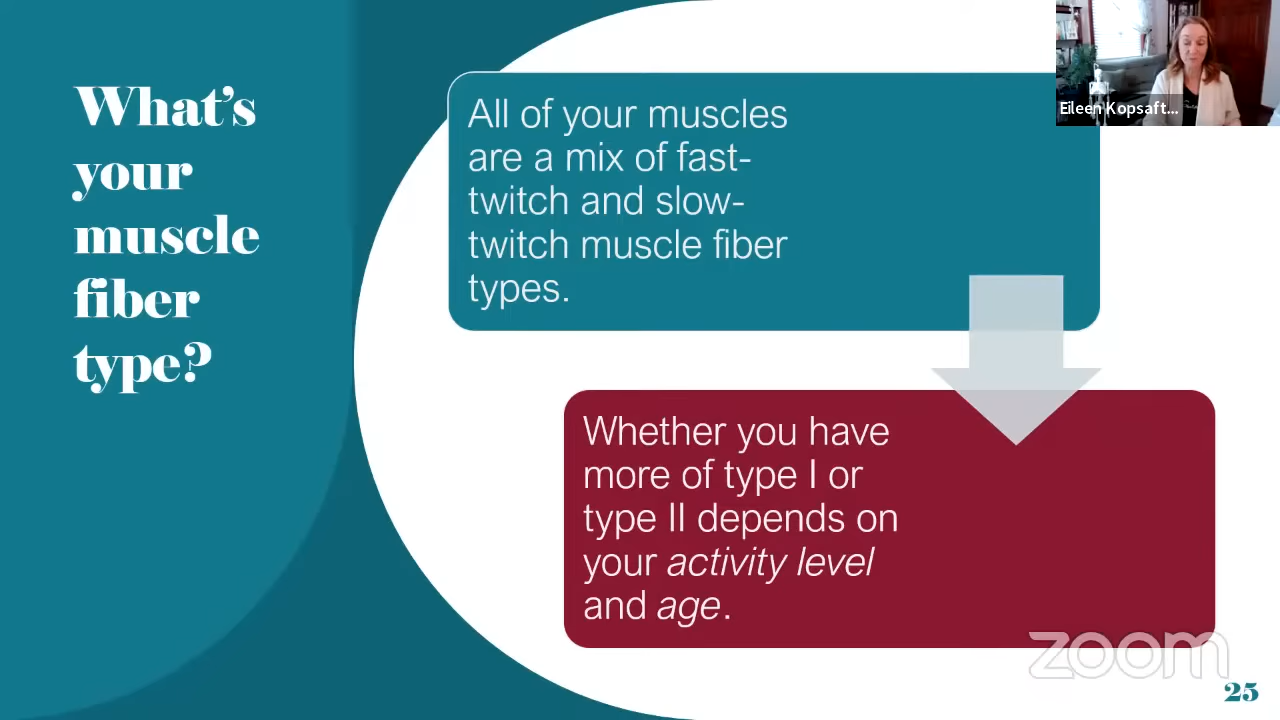 What's
your
muscle
fiber
type?
All of your muscles
are a mix of fast-
twitch and slow-
twitch muscle fiber
types.
Whether you have
more of type I or
type II depends on
your activity level
and age.
Eileen Kopsaft...
zoom
25